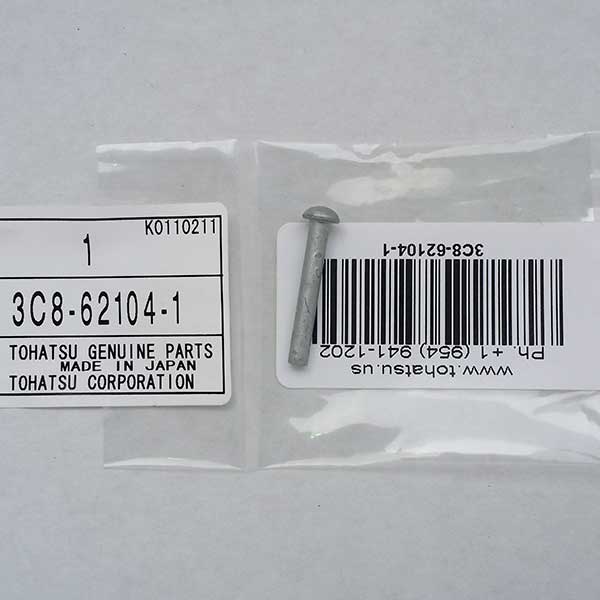 K0110211
1
3C8-62104-1
TOHATSU GENUINE PARTS
MADE IN JAPAN
TOHATSU CORPORATION
www.tohatsu.us
Ph. +1 (954) 941-1202
3C8-62104-1